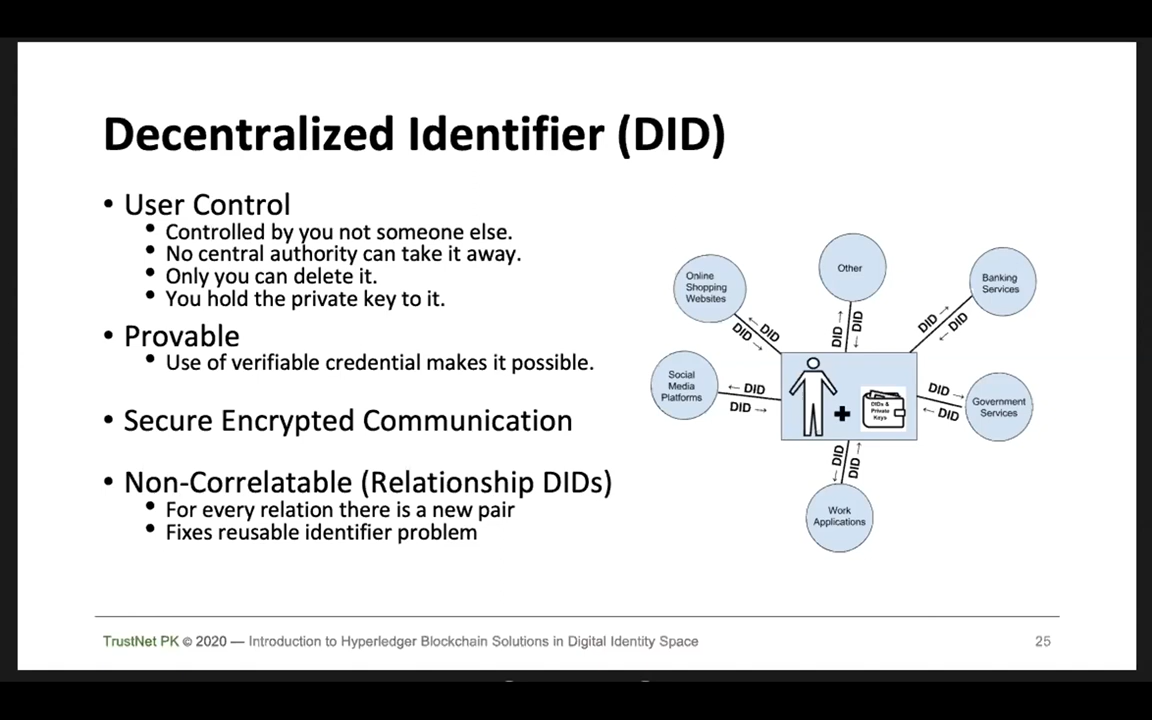 Decentralized Identifier (DID)
• User Control
• Controlled by you not someone else.
• No central authority can take it away.
• Only you can delete it.
• You hold the private key to it.
• Provable
• Use of verifiable credential makes it possible.
• Secure Encrypted Communication
• Non-Correlatable (Relationship DIDs)
• For every relation there is a new pair
• Fixes reusable identifier problem
Other
Online
Shopping
Websites
Banking
Services
← DID
DID →
DID →
← DID
DID →
← DID
Social
Media
Platforms
← DID
DID →
DIDs &
Private
Keys
+
DID →
← DID
Government
Services
← DID
DID →
Work
Applications
TrustNet PK © 2020 — Introduction to Hyperledger Blockchain Solutions in Digital Identity Space
25